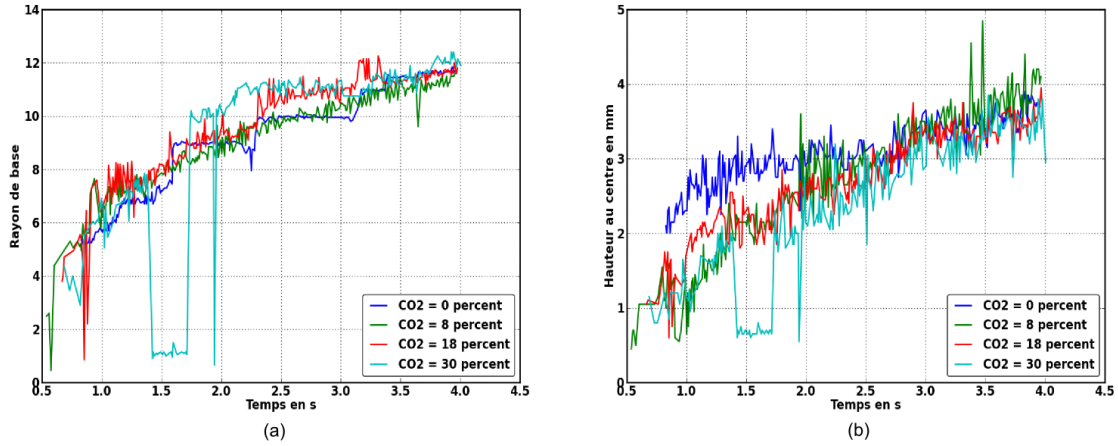 14
12
10
8
6
4
2
0
Rayon de base
0.5 1.0 1.5 2.0 2.5 3.0 3.5 4.0 4.5
Temps en s
CO2 = 0 percent
CO2 = 8 percent
CO2 = 18 percent
CO2 = 30 percent
(a)
5
4
3
2
1
0
Hauteur au centre en mm
0.5 1.0 1.5 2.0 2.5 3.0 3.5 4.0 4.5
Temps en s
CO2 = 0 percent
CO2 = 8 percent
CO2 = 18 percent
CO2 = 30 percent
(b)